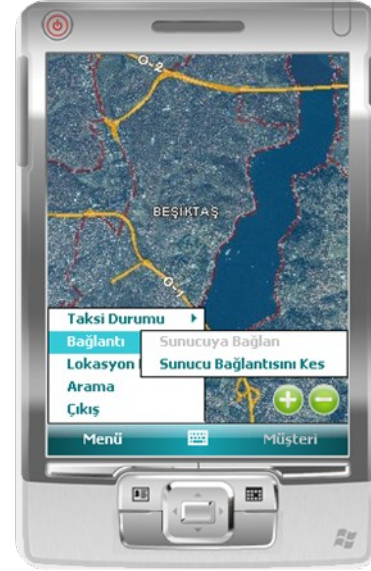 O-2
BEŞİKTAŞ
O-1
Taksi Durumu
Bağlantı
Sunucuya Bağlan
Lokasyon
Sunucu Bağlantısını Kes
Arama
Çıkış
Menü
Müşteri